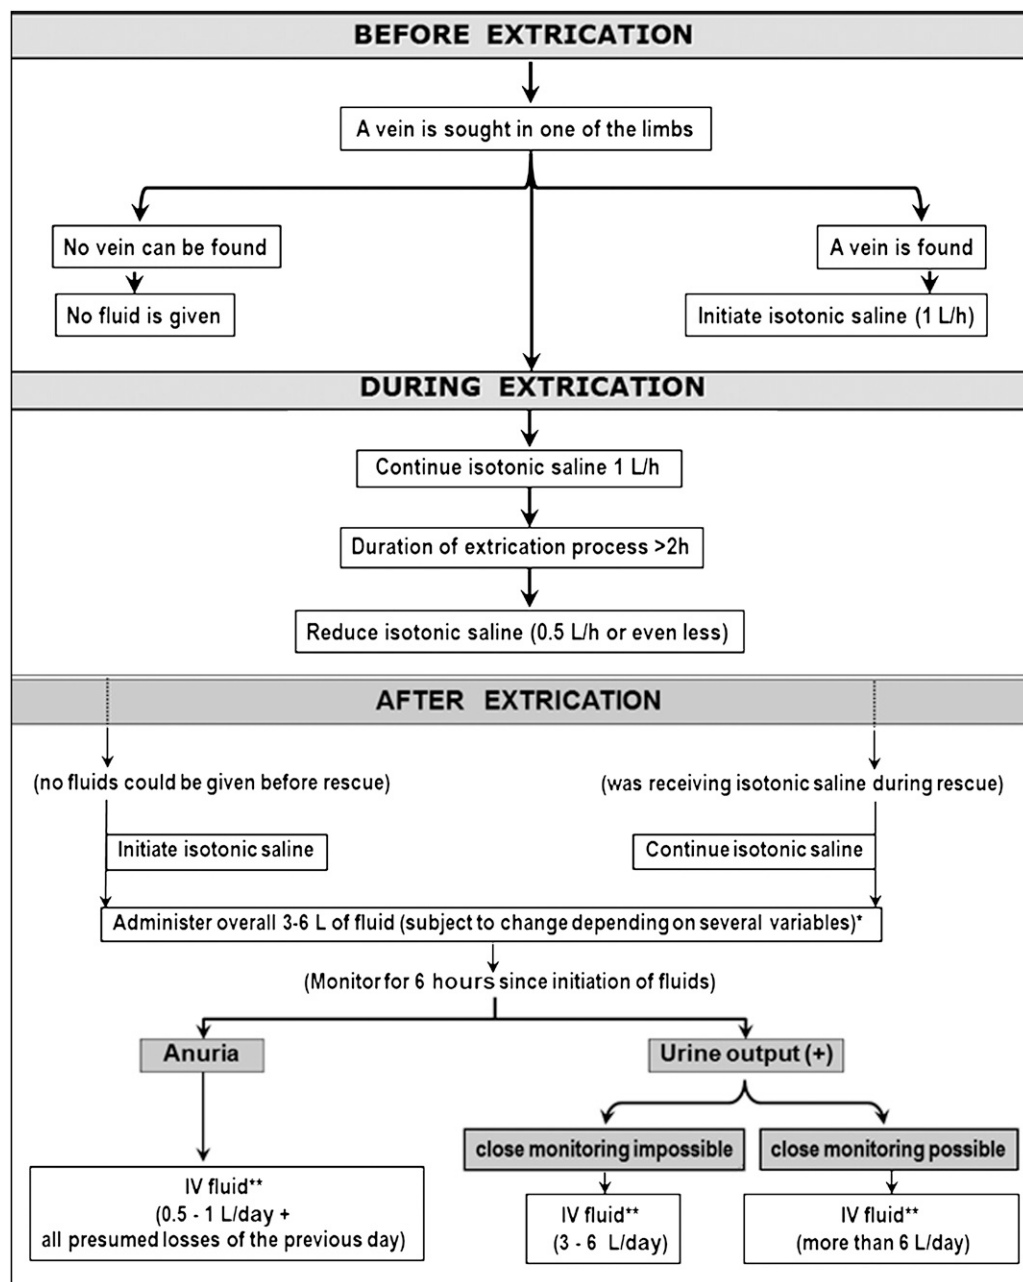 BEFORE EXTRICATION
A vein is sought in one of the limbs
No vein can be found
A vein is found
No fluid is given
Initiate isotonic saline (1 L/h)
DURING EXTRICATION
Continue isotonic saline 1 L/h
Duration of extrication process >2h
Reduce isotonic saline (0.5 L/h or even less)
AFTER EXTRICATION
(no fluids could be given before rescue)
(was receiving isotonic saline during rescue)
Initiate isotonic saline
Continue isotonic saline
Administer overall 3-6 L of fluid (subject to change depending on several variables)*
(Monitor for 6 hours since initiation of fluids)
Anuria
Urine output (+)
close monitoring impossible
close monitoring possible
IV fluid**
(0.5 - 1 L/day +
all presumed losses of the previous day)
IV fluid**
(3 - 6 L/day)
IV fluid**
(more than 6 L/day)